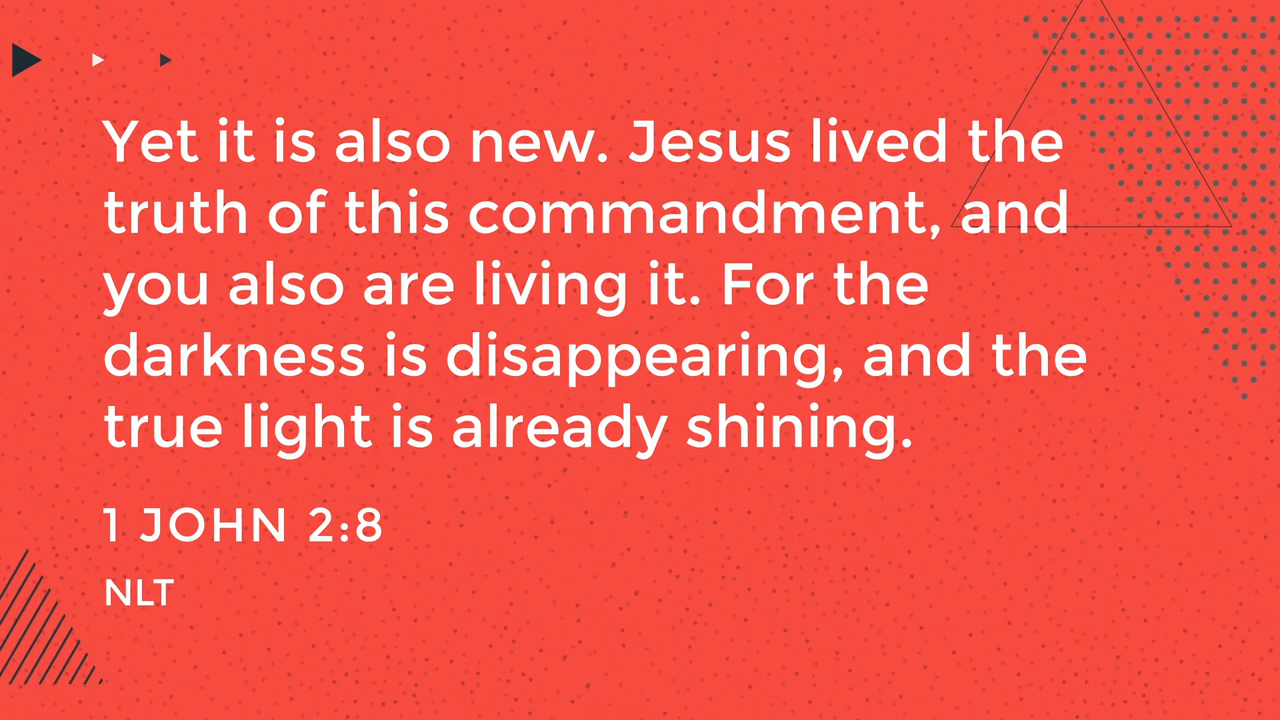 Yet it is also new. Jesus lived the
truth of this commandment, and
you also are living it. For the
darkness is disappearing, and the
true light is already shining.
1 JOHN 2:8
NLT